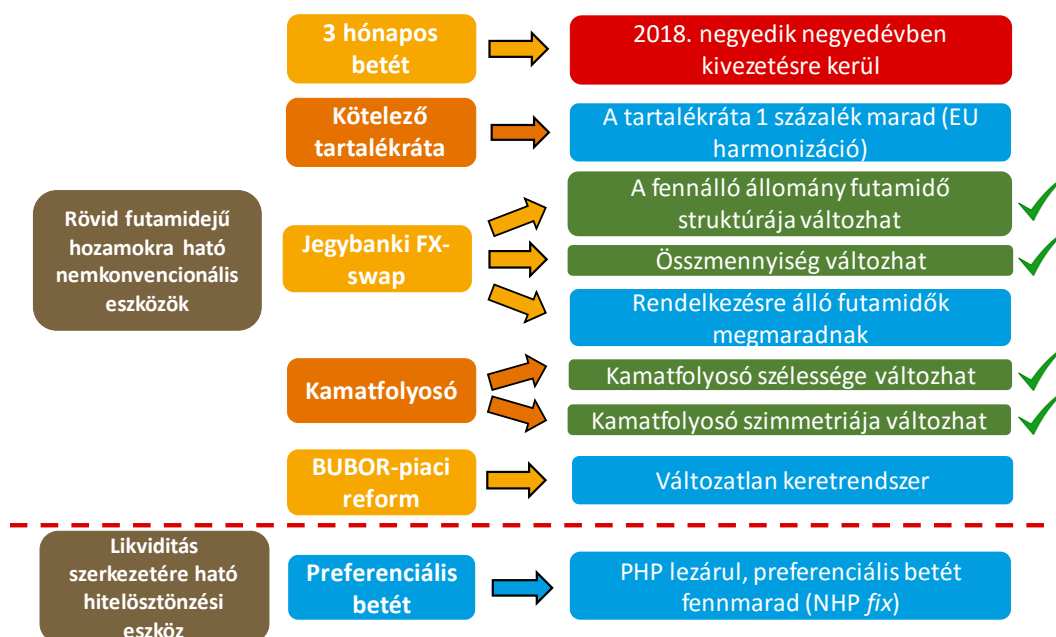 3 hónapos
betét
2018. negyedik negyedévben
kivezetésre kerül
Kötelező
tartalékráta
A tartalékráta 1 százalék marad (EU
harmonizáció)
Rövid futamidejű
hozamokra ható
nemkonvencionális
eszközök
Jegybanki FX-
swap
A fennálló állomány futamidő
struktúrája változhat
Összmennyiség változhat
Rendelkezésre álló futamidők
megmaradnak
Kamatfolyosó
Kamatfolyosó szélessége változhat
Kamatfolyosó szimmetriája változhat
BUBOR-piaci
reform
Változatlan keretrendszer
Likviditás
szerkezetére ható
hitelösztönzési
eszköz
Preferenciális
betét
PHP lezárul, preferenciális betét
fennmarad (NHP fix)